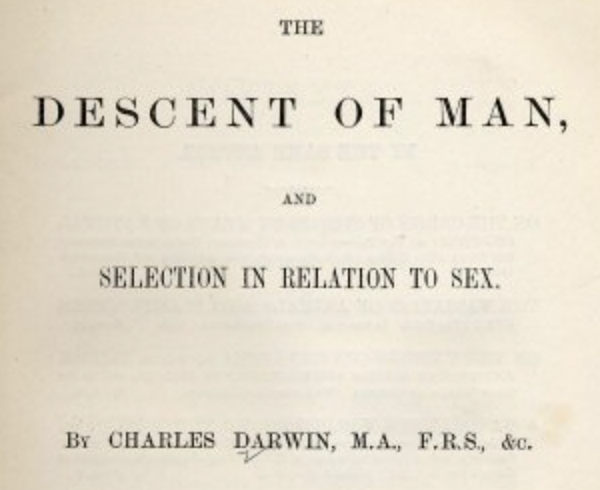 THE
DESCENT OF MAN,
AND
SELECTION IN RELATION TO SEX.
BY CHARLES DARWIN, M.A., F.R.S., &c.